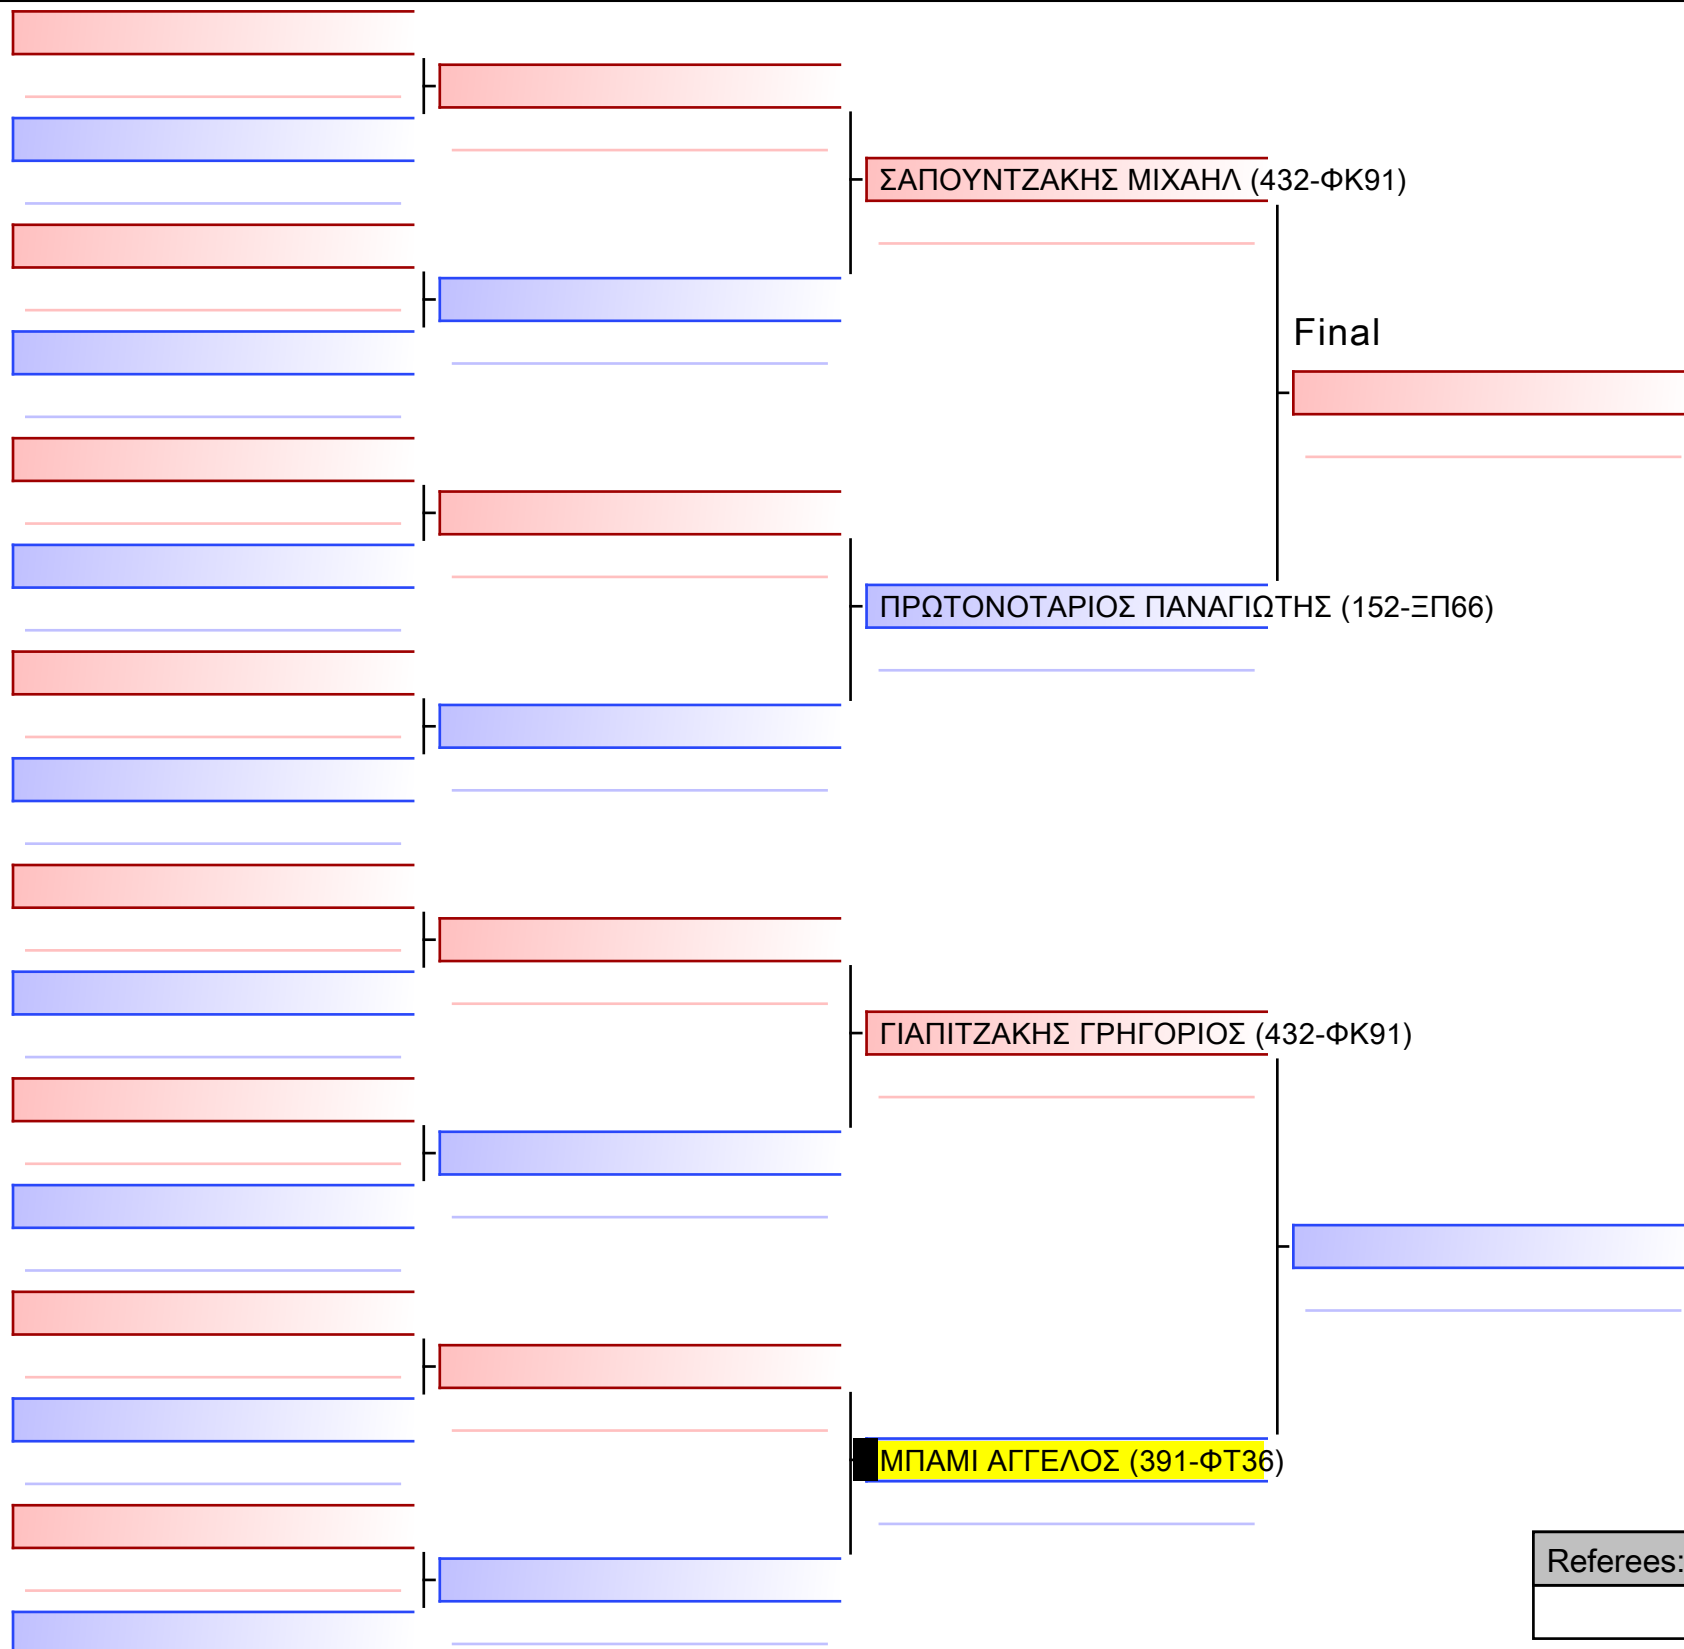 ΣΑΠΟΥΝΤΖΑΚΗΣ ΜΙΧΑΗΛ (432-ΦΚ91)
Final
ΠΡΩΤΟΝΟΤΑΡΙΟΣ ΠΑΝΑΓΙΩΤΗΣ (152-ΞΠ66)
ΓΙΑΠΙΤΖΑΚΗΣ ΓΡΗΓΟΡΙΟΣ (432-ΦΚ91)
ΜΠΑΜΙ ΑΓΓΕΛΟΣ (391-ΦΤ36)
Referees: